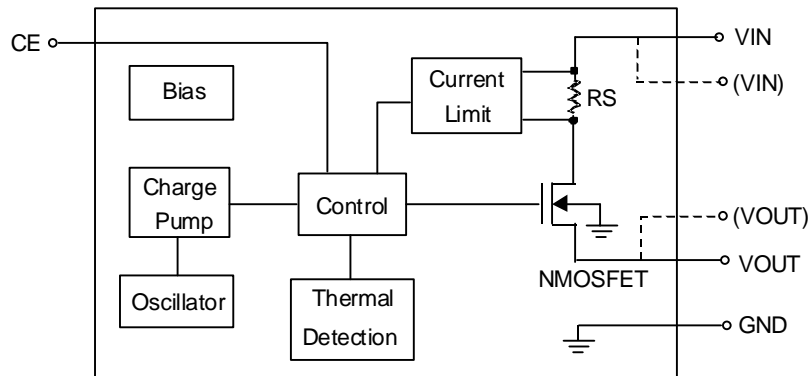 CE
VIN
(VIN)
Current
Limit
RS
Bias
Charge
Pump
Control
(VOUT)
VOUT
NMOSFET
Oscillator
Thermal
Detection
GND